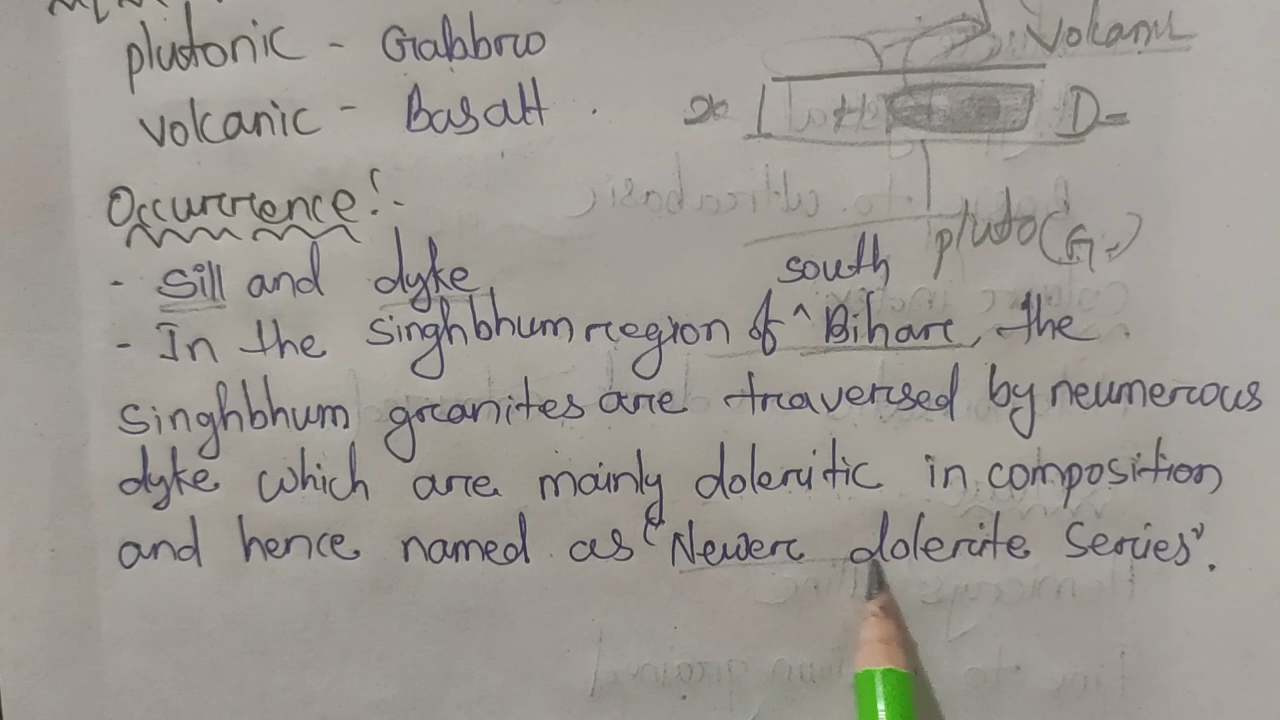 plutonic - Gabbro
volcanic - Basalt .
Volcanic
D-
pluto(G.)
Occurrence:-
- Sill and dyke,
- In the Singhbhum region of ^ south Bihar, the
Singhbhum granites are traversed by neumerous
dyke which are mainly doleritic in composition
and hence named as "Newer dolerite Series".